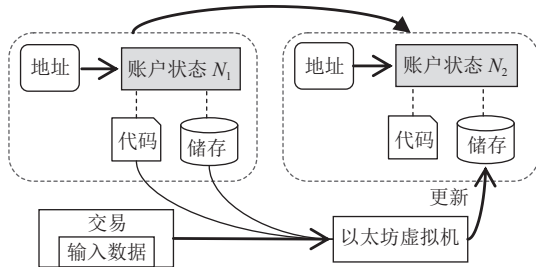 地址
账户状态 N₁
代码
储存
地址
账户状态 N₂
代码
储存
更新
交易
输入数据
以太坊虚拟机